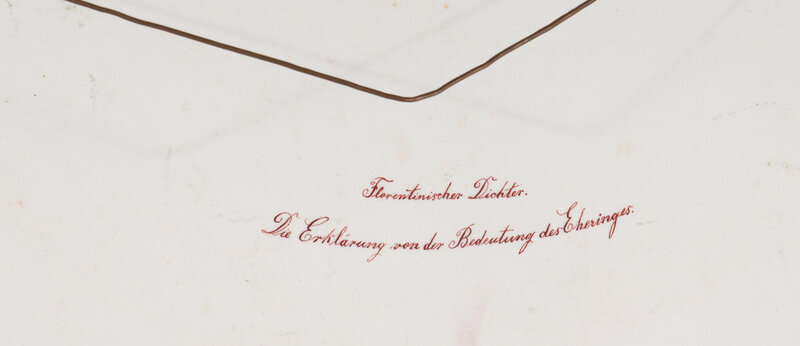 Florentinischer Dichter.
Die Erklärung von der Bedeutung des Eheringes.